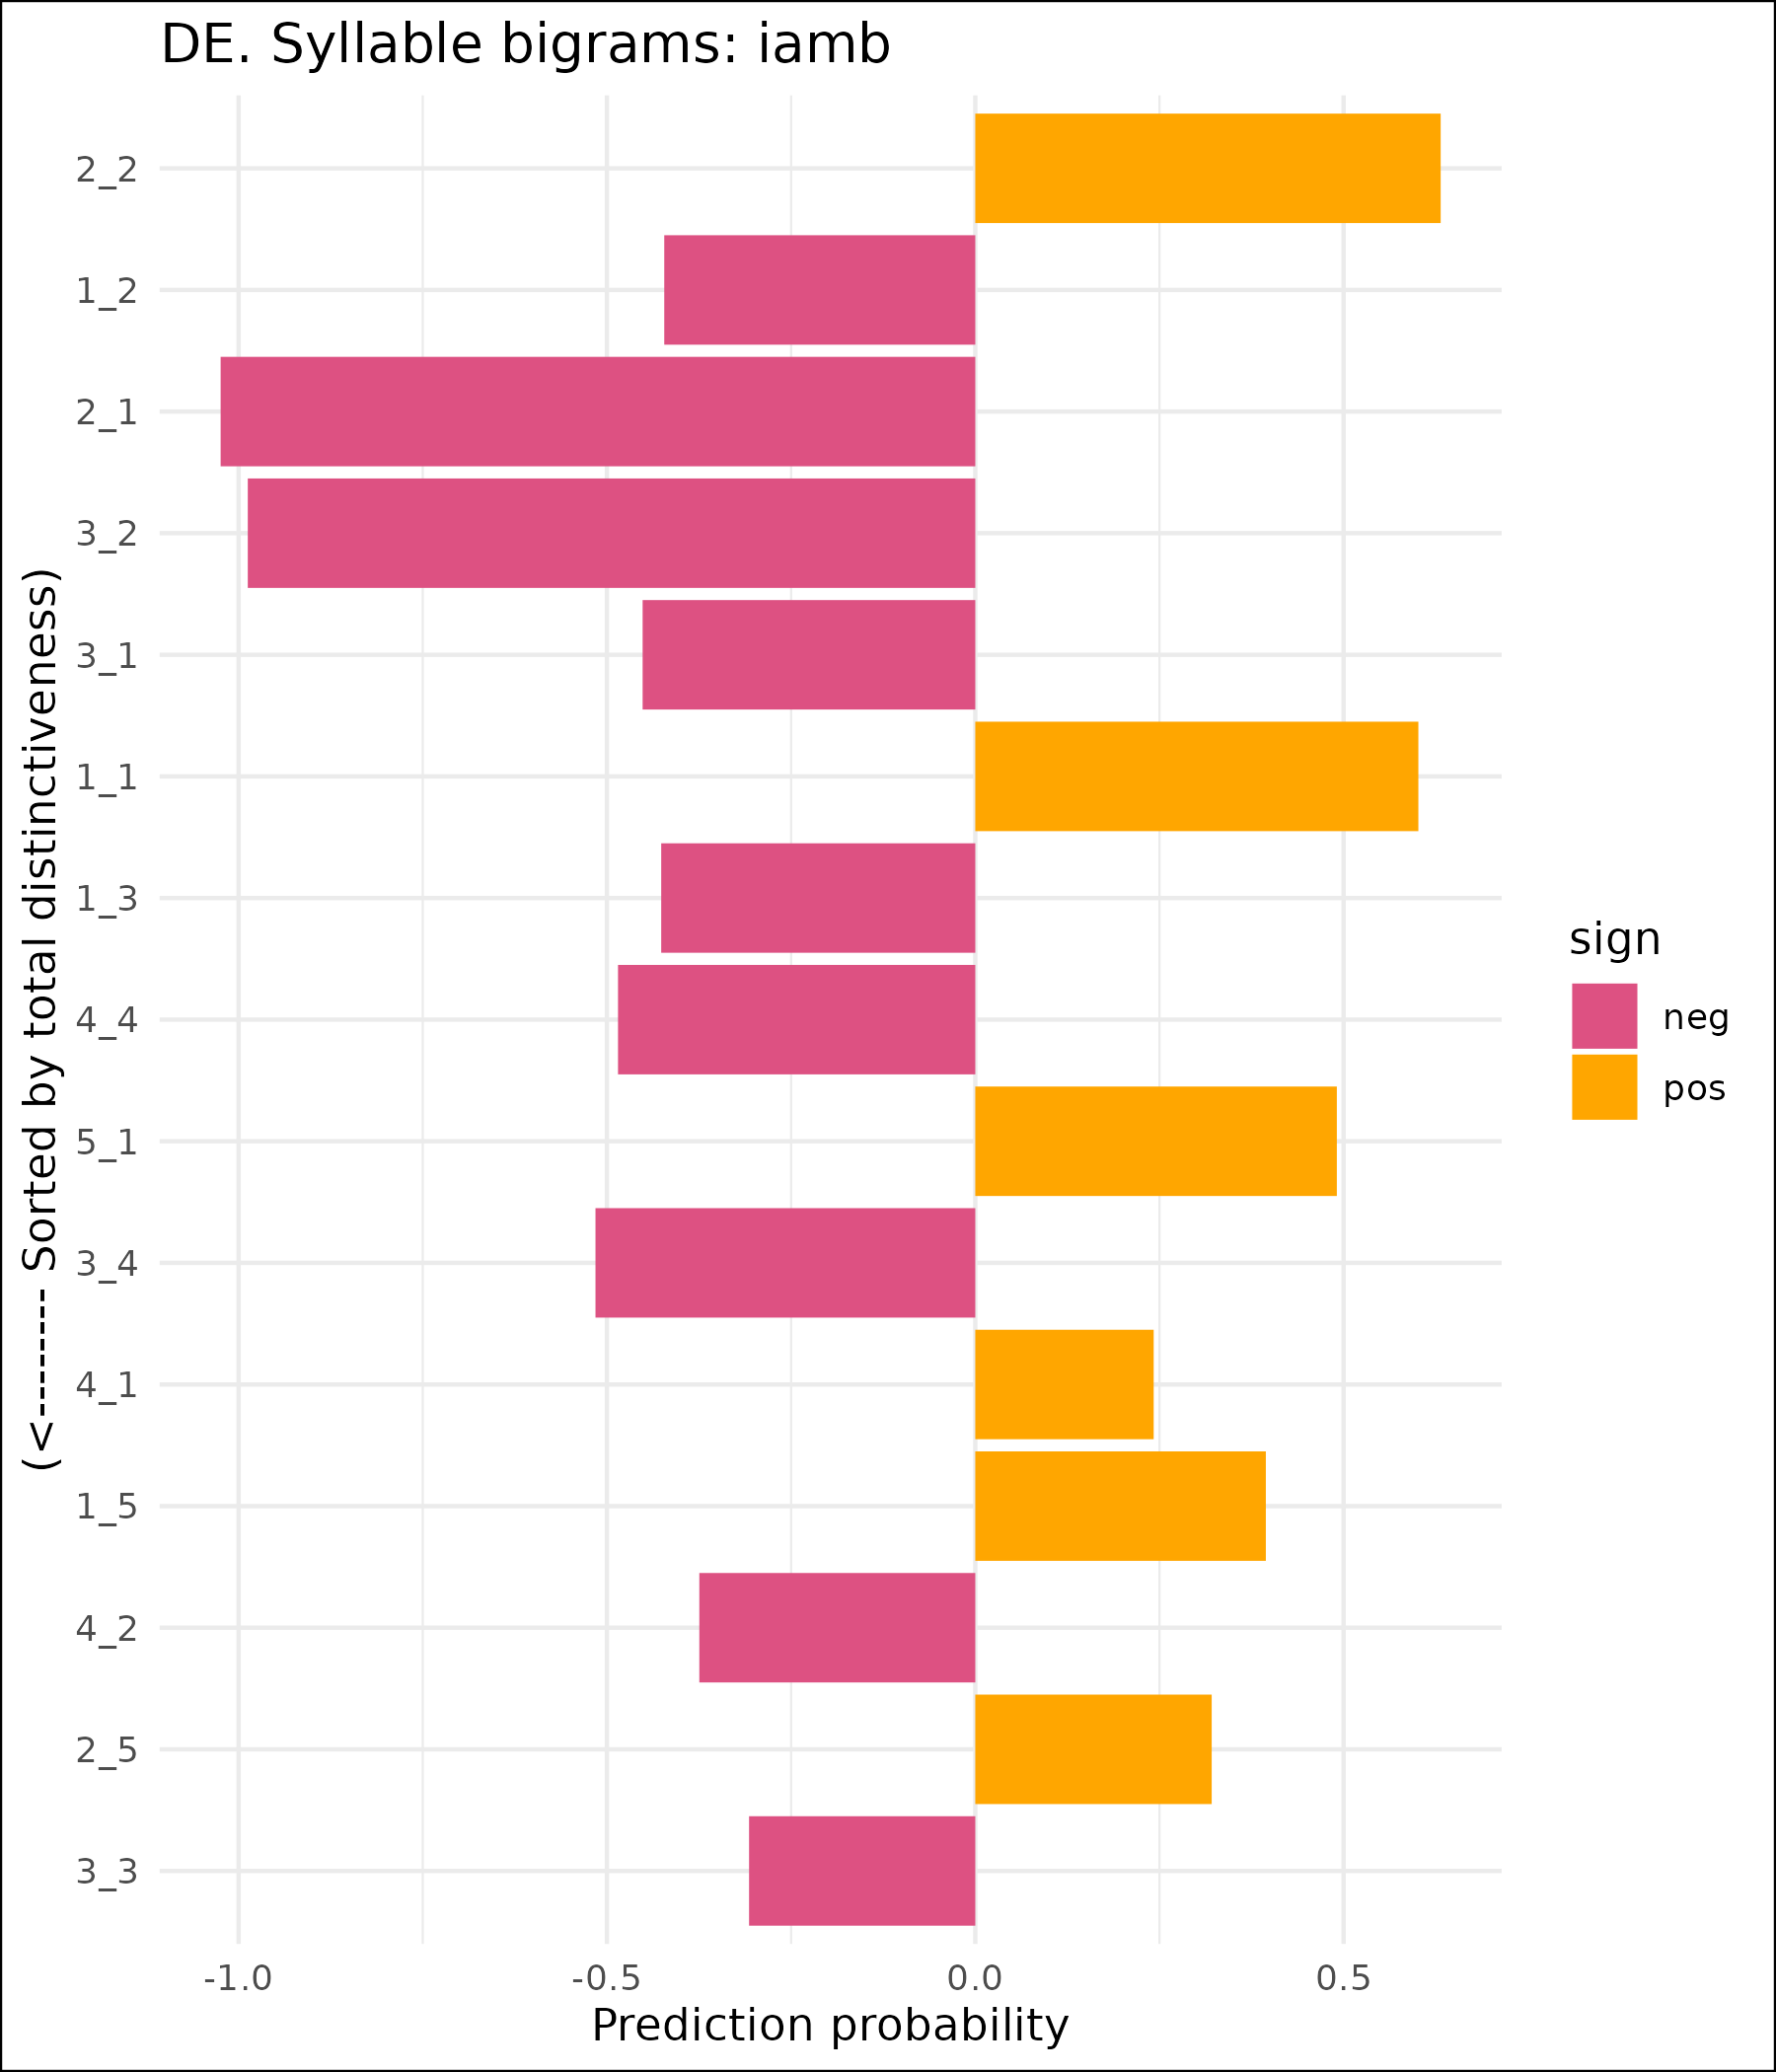 DE. Syllable bigrams: iamb
(<--------- Sorted by total distinctiveness)
2_2
1_2
2_1
3_2
3_1
1_1
1_3
4_4
5_1
3_4
4_1
1_5
4_2
2_5
3_3
-1.0 -0.5 0.0 0.5
Prediction probability
sign
neg
pos